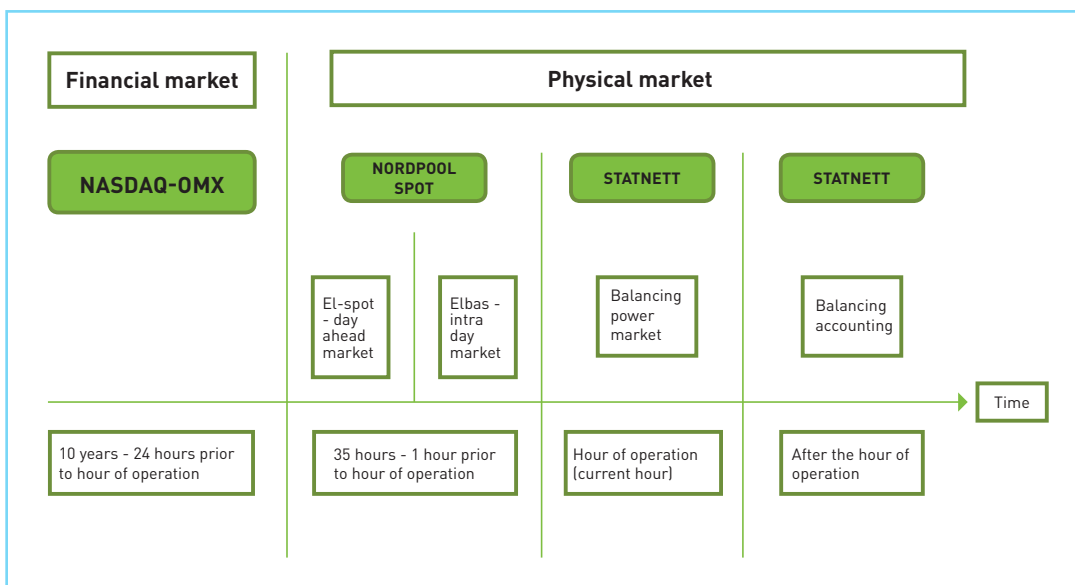 Financial market
Physical market
NASDAQ-OMX
NORDPOOL
SPOT
STATNETT
STATNETT
El-spot
- day
ahead
market
Elbas -
intra
day
market
Balancing
power
market
Balancing
accounting
Time
10 years - 24 hours prior
to hour of operation
35 hours - 1 hour prior
to hour of operation
Hour of operation
(current hour)
After the hour of
operation